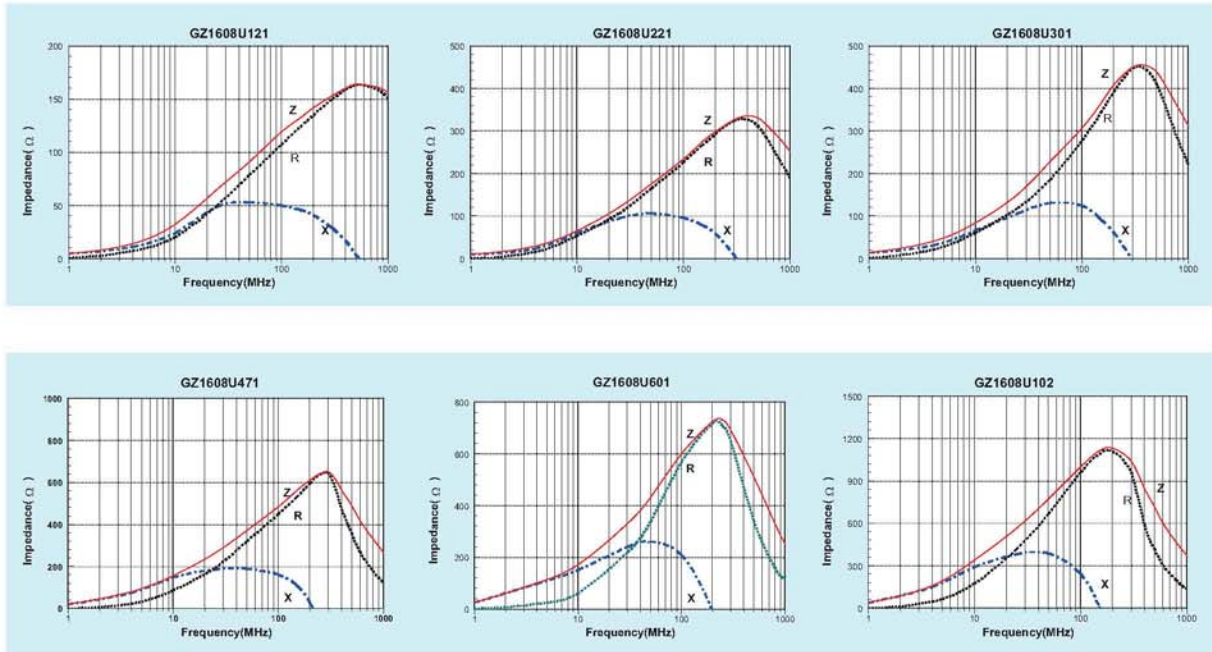 GZ1608U121
200
150
100
50
0
Impedance( Ω )
Z
R
X
1 10 100 1000
Frequency(MHz)
GZ1608U221
500
400
300
200
100
0
Impedance( Ω )
Z
R
X
1 10 100 1000
Frequency(MHz)
GZ1608U301
500
400
300
200
100
0
Impedance( Ω )
Z
R
X
1 10 100 1000
Frequency(MHz)
GZ1608U471
1000
800
600
400
200
0
Impedance( Ω )
Z
R
X
1 10 100 1000
Frequency(MHz)
GZ1608U601
800
600
400
200
0
Impedance( Ω )
Z
R
X
1 10 100 1000
Frequency(MHz)
GZ1608U102
1500
1200
900
600
300
0
Impedance( Ω )
Z
R
X
1 10 100 1000
Frequency(MHz)